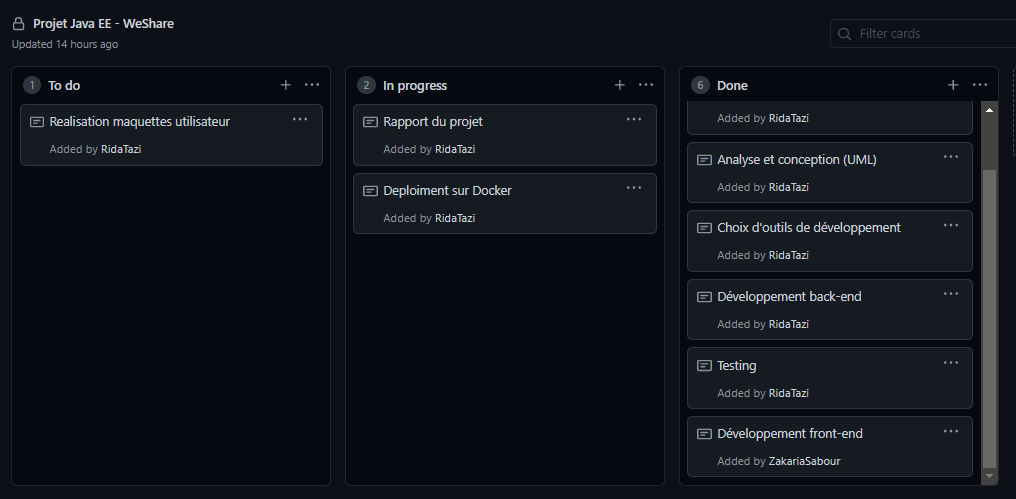 Projet Java EE - WeShare
Updated 14 hours ago
Filter cards
1 To do
Realisation maquettes utilisateur
Added by RidaTazi
2 In progress
Rapport du projet
Added by RidaTazi
Deploiment sur Docker
Added by RidaTazi
6 Done
Added by RidaTazi
Analyse et conception (UML)
Added by RidaTazi
Choix d'outils de développement
Added by RidaTazi
Développement back-end
Added by RidaTazi
Testing
Added by RidaTazi
Développement front-end
Added by ZakariaSabour